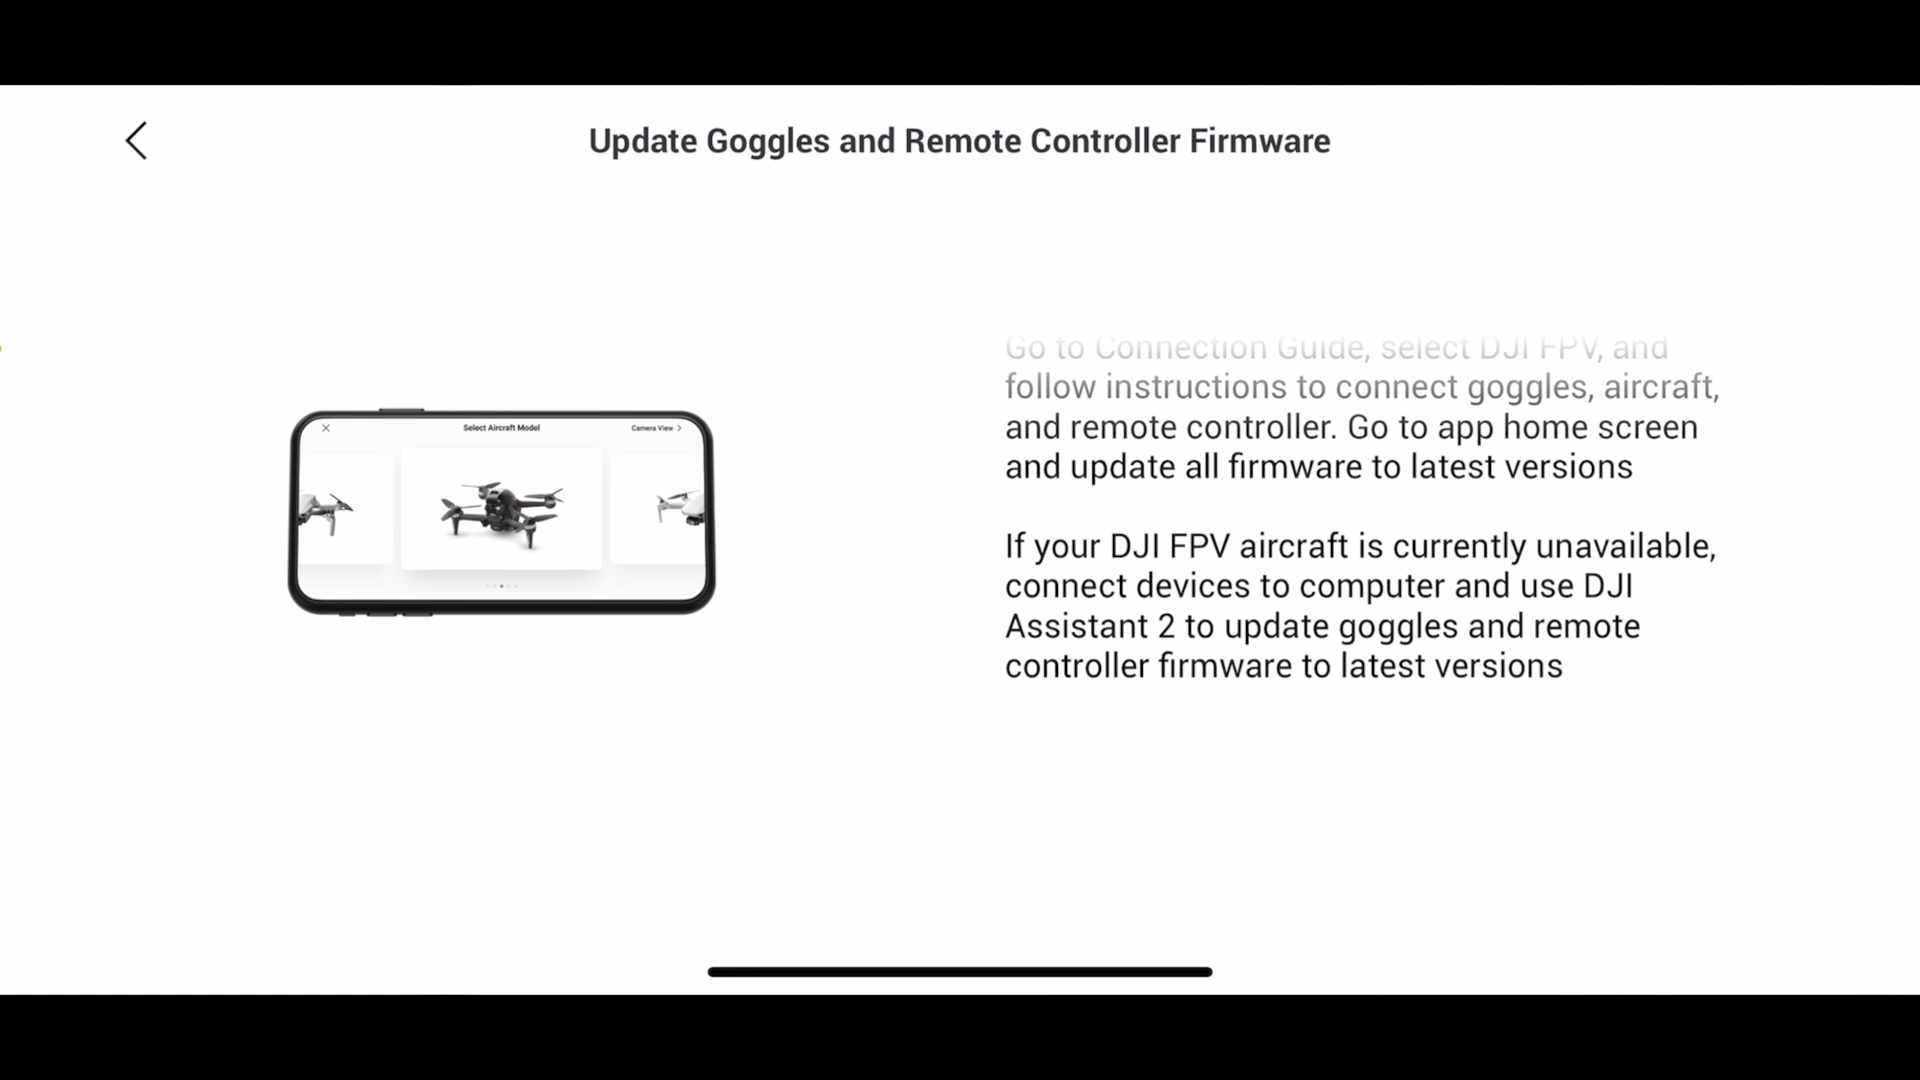 Update Goggles and Remote Controller Firmware
Select Aircraft Model
Camera View
Go to Connection Guide, select DJI FPV, and
follow instructions to connect goggles, aircraft,
and remote controller. Go to app home screen
and update all firmware to latest versions
If your DJI FPV aircraft is currently unavailable,
connect devices to computer and use DJI
Assistant 2 to update goggles and remote
controller firmware to latest versions